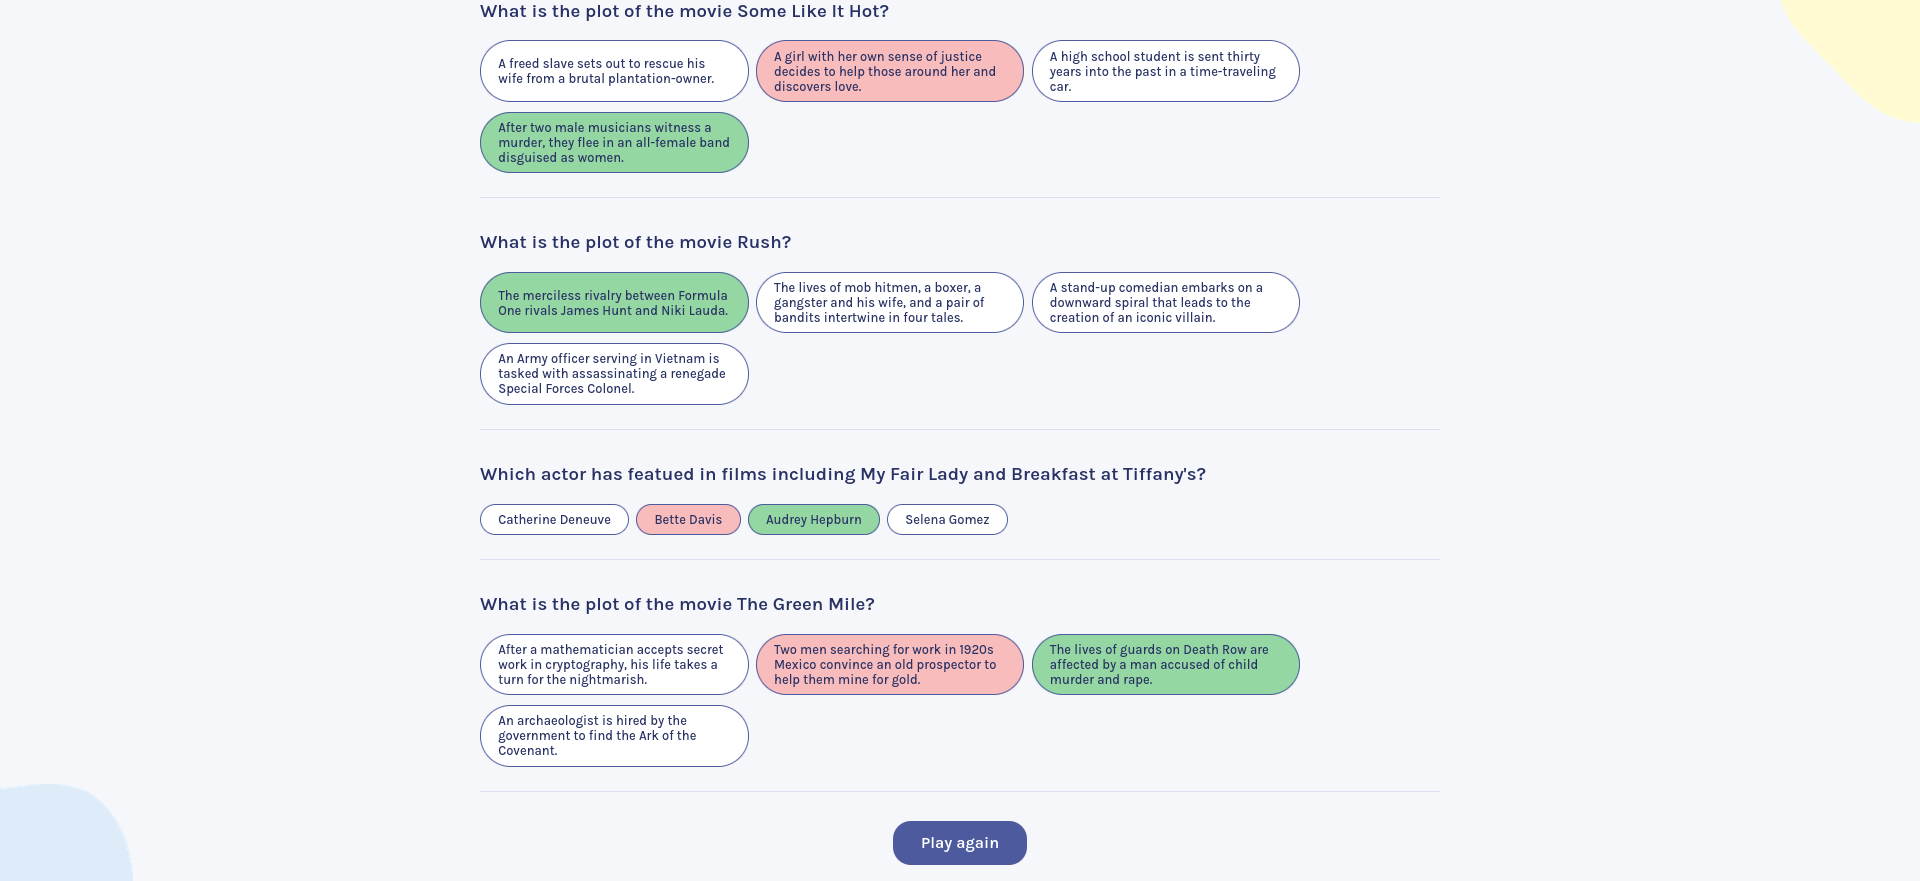 What is the plot of the movie Some Like It Hot?
A freed slave sets out to rescue his
wife from a brutal plantation-owner.
A girl with her own sense of justice
decides to help those around her and
discovers love.
A high school student is sent thirty
years into the past in a time-traveling
car.
After two male musicians witness a
murder, they flee in an all-female band
disguised as women.
What is the plot of the movie Rush?
The merciless rivalry between Formula
One rivals James Hunt and Niki Lauda.
The lives of mob hitmen, a boxer, a
gangster and his wife, and a pair of
bandits intertwine in four tales.
A stand-up comedian embarks on a
downward spiral that leads to the
creation of an iconic villain.
An Army officer serving in Vietnam is
tasked with assassinating a renegade
Special Forces Colonel.
Which actor has featued in films including My Fair Lady and Breakfast at Tiffany's?
Catherine Deneuve
Bette Davis
Audrey Hepburn
Selena Gomez
What is the plot of the movie The Green Mile?
After a mathematician accepts secret
work in cryptography, his life takes a
turn for the nightmarish.
Two men searching for work in 1920s
Mexico convince an old prospector to
help them mine for gold.
The lives of guards on Death Row are
affected by a man accused of child
murder and rape.
An archaeologist is hired by the
government to find the Ark of the
Covenant.
Play again